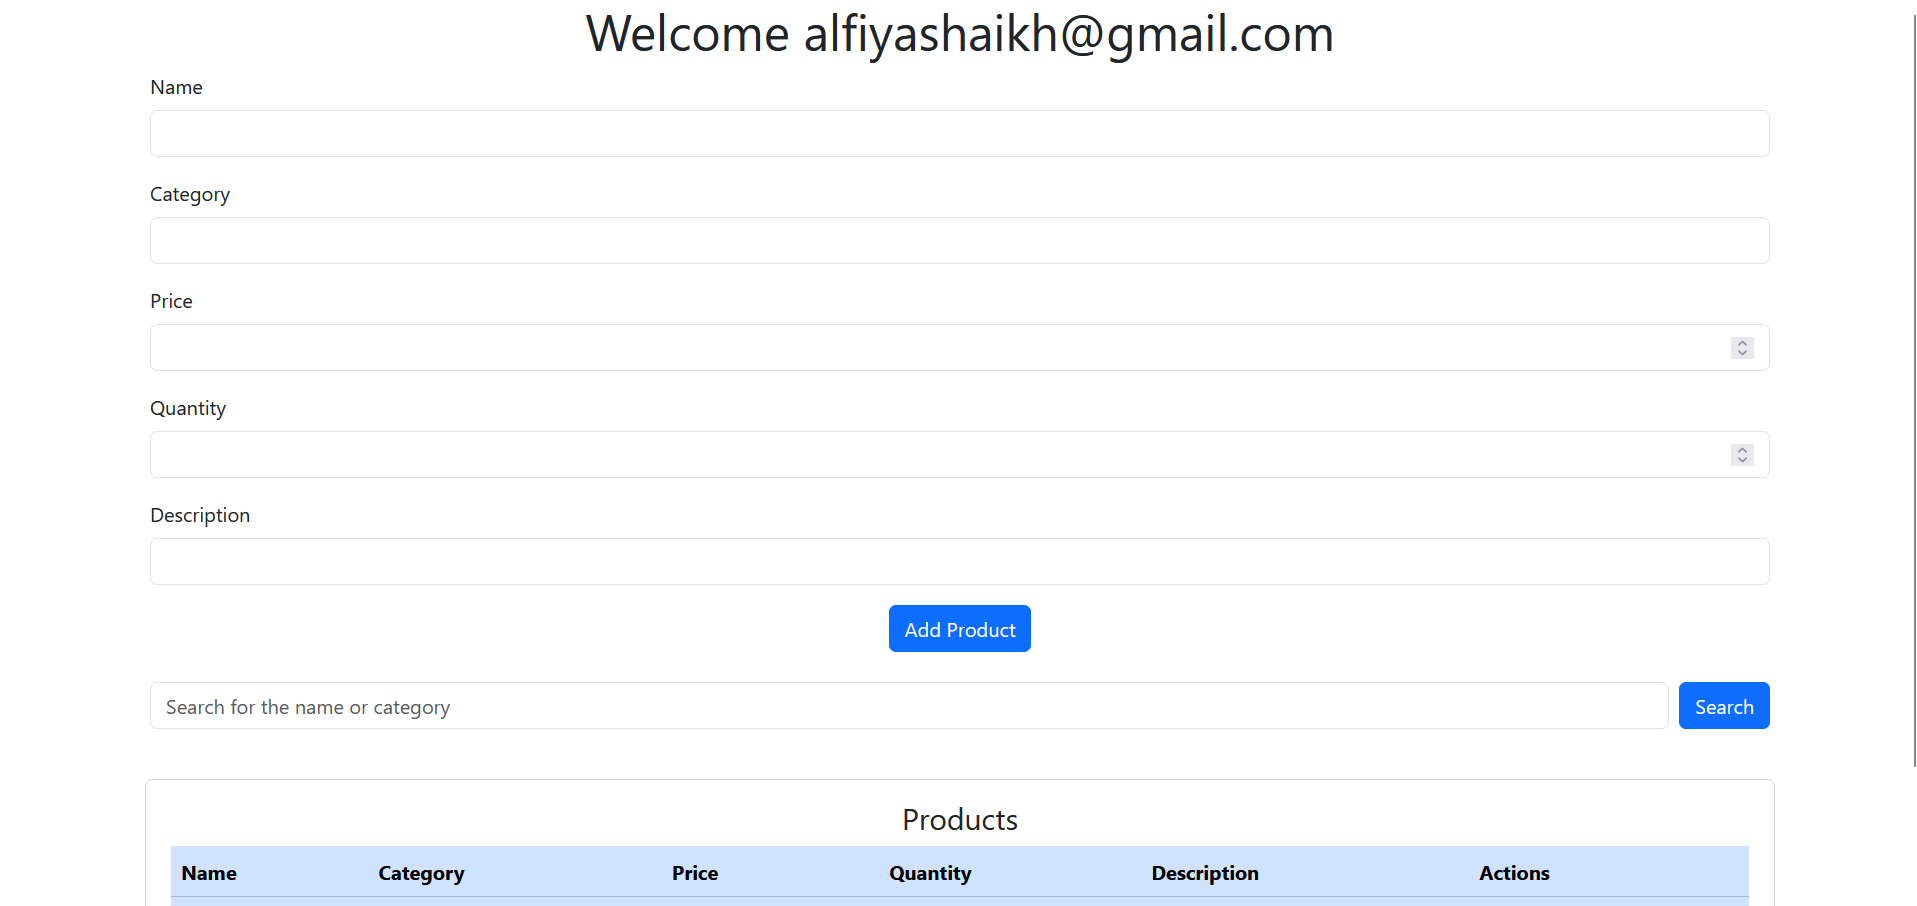 Welcome alfiyashaikh@gmail.com
Name
Category
Price
Quantity
Description
Add Product
Search for the name or category Search
Products
Name Category Price Quantity Description Actions